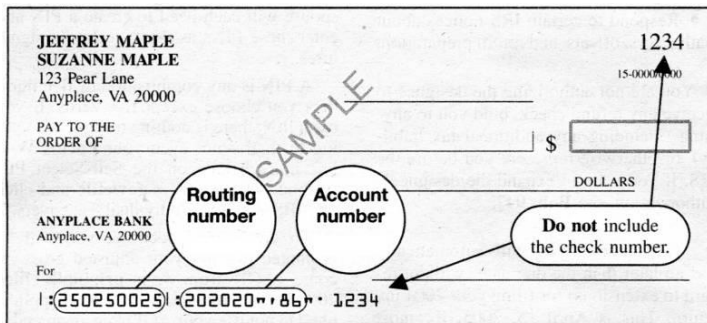 JEFFREY MAPLE
SUZANNE MAPLE
123 Pear Lane
Anyplace, VA 20000
1234
15-0000/0000
PAY TO THE
ORDER OF
$
SAMPLE
DOLLARS
Routing
number
Account
number
ANYPLACE BANK
Anyplace, VA 20000
Do not include
the check number.
For
|:250250025|:202020"'86"' 1234